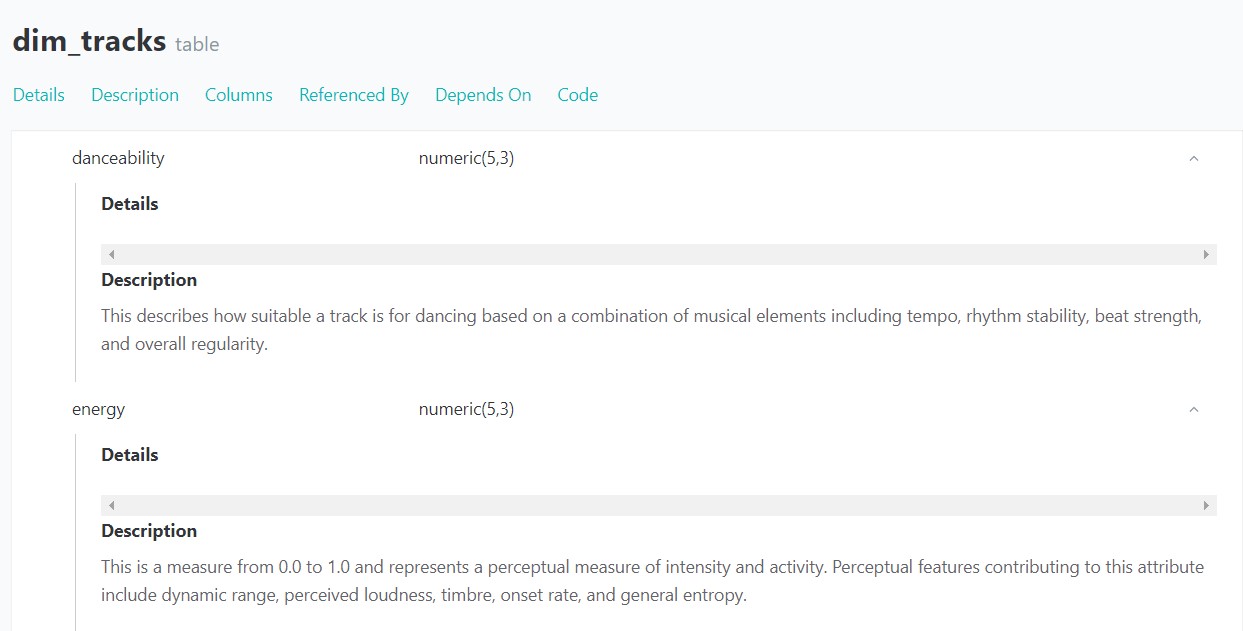 dim_tracks table
Details Description Columns Referenced By Depends On Code
danceability numeric(5,3)
Details
Description
This describes how suitable a track is for dancing based on a combination of musical elements including tempo, rhythm stability, beat strength,
and overall regularity.
energy numeric(5,3)
Details
Description
This is a measure from 0.0 to 1.0 and represents a perceptual measure of intensity and activity. Perceptual features contributing to this attribute
include dynamic range, perceived loudness, timbre, onset rate, and general entropy.